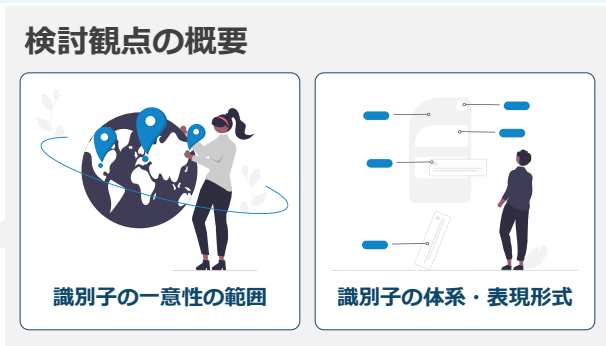 検討観点の概要
識別子の一意性の範囲
識別子の体系・表現形式